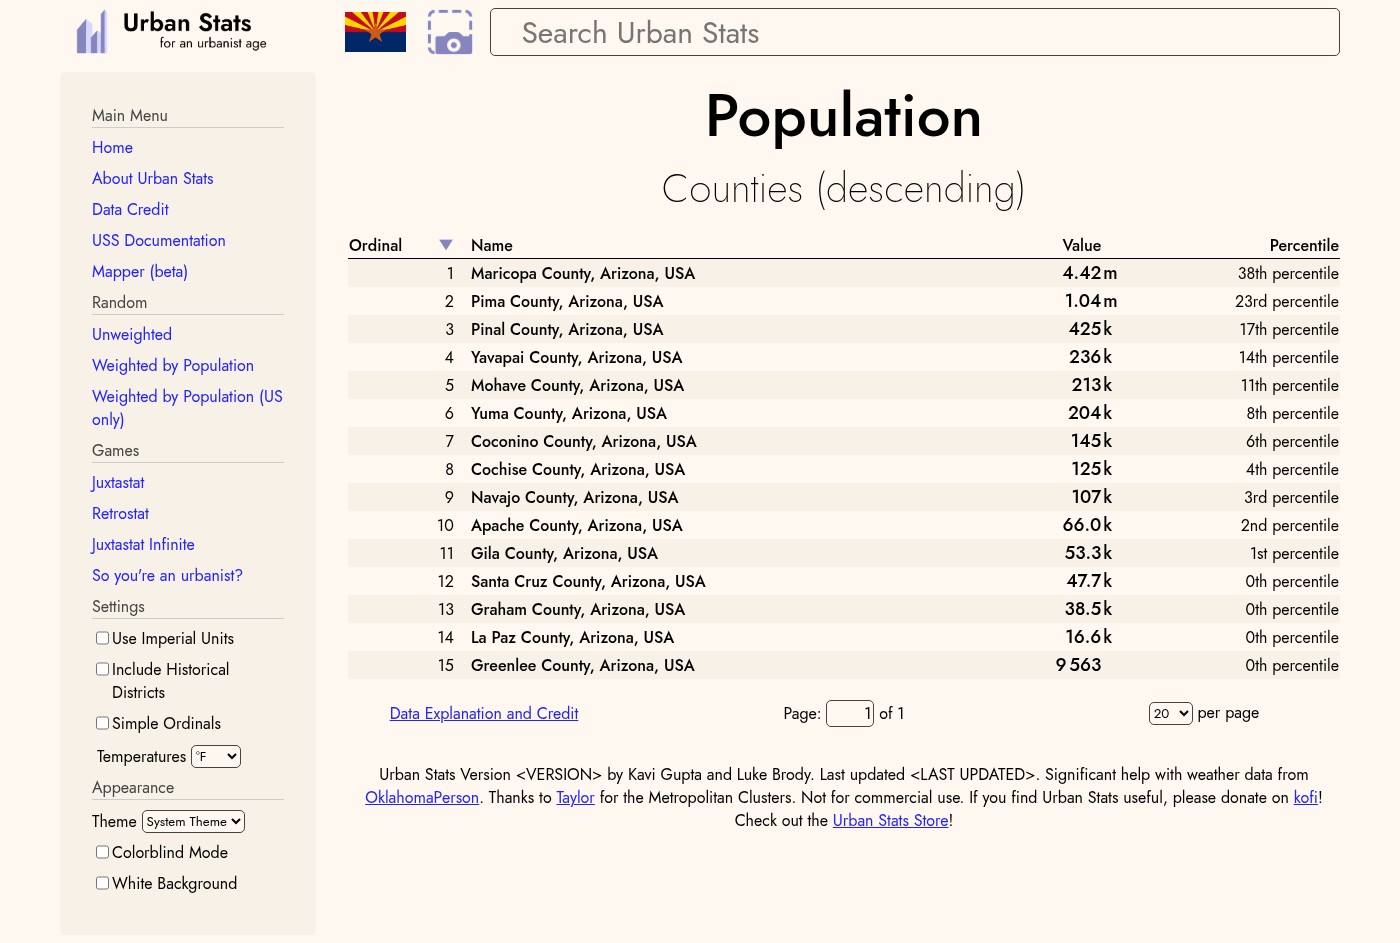 Urban Stats
for an urbanist age
Search Urban Stats
Main Menu
Home
About Urban Stats
Data Credit
USS Documentation
Mapper (beta)
Random
Unweighted
Weighted by Population
Weighted by Population (US
only)
Games
Juxtastat
Retrostat
Juxtastat Infinite
So you're an urbanist?
Settings
Use Imperial Units
Include Historical
Districts
Simple Ordinals
Temperatures °F
Appearance
Theme System Theme
Colorblind Mode
White Background
Population
Counties (descending)
Ordinal Name Value Percentile
1 Maricopa County, Arizona, USA 4.42m 38th percentile
2 Pima County, Arizona, USA 1.04m 23rd percentile
3 Pinal County, Arizona, USA 425k 17th percentile
4 Yavapai County, Arizona, USA 236k 14th percentile
5 Mohave County, Arizona, USA 213k 11th percentile
6 Yuma County, Arizona, USA 204k 8th percentile
7 Coconino County, Arizona, USA 145k 6th percentile
8 Cochise County, Arizona, USA 125k 4th percentile
9 Navajo County, Arizona, USA 107k 3rd percentile
10 Apache County, Arizona, USA 66.0k 2nd percentile
11 Gila County, Arizona, USA 53.3k 1st percentile
12 Santa Cruz County, Arizona, USA 47.7k 0th percentile
13 Graham County, Arizona, USA 38.5k 0th percentile
14 La Paz County, Arizona, USA 16.6k 0th percentile
15 Greenlee County, Arizona, USA 9 563 0th percentile
Data Explanation and Credit Page: 1 of 1 20 per page
Urban Stats Version <VERSION> by Kavi Gupta and Luke Brody. Last updated <LAST UPDATED>. Significant help with weather data from
OklahomaPerson. Thanks to Taylor for the Metropolitan Clusters. Not for commercial use. If you find Urban Stats useful, please donate on kofi!
Check out the Urban Stats Store!